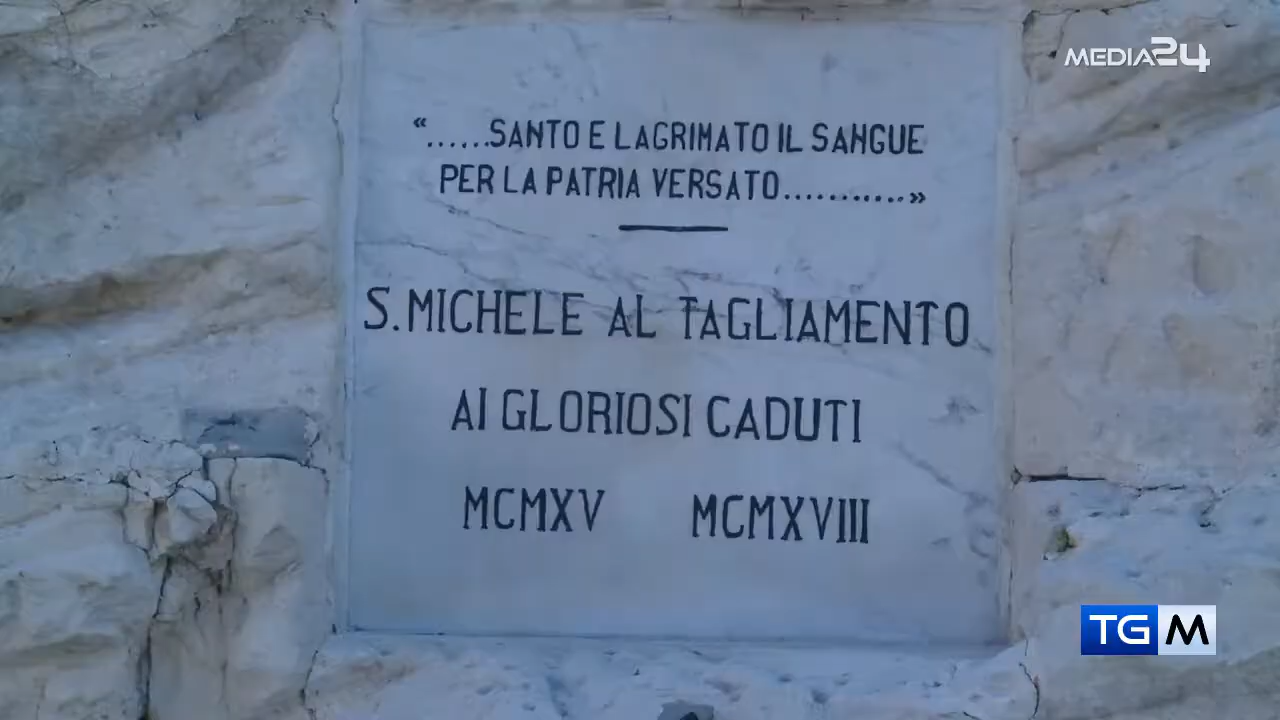 MEDIA24
“......SANTO E LAGRIMATO IL SANGUE
PER LA PATRIA VERSATO...........»
S. MICHELE AL TAGLIAMENTO
AI GLORIOSI CADUTI
MCMXV MCMXVIII
TGM